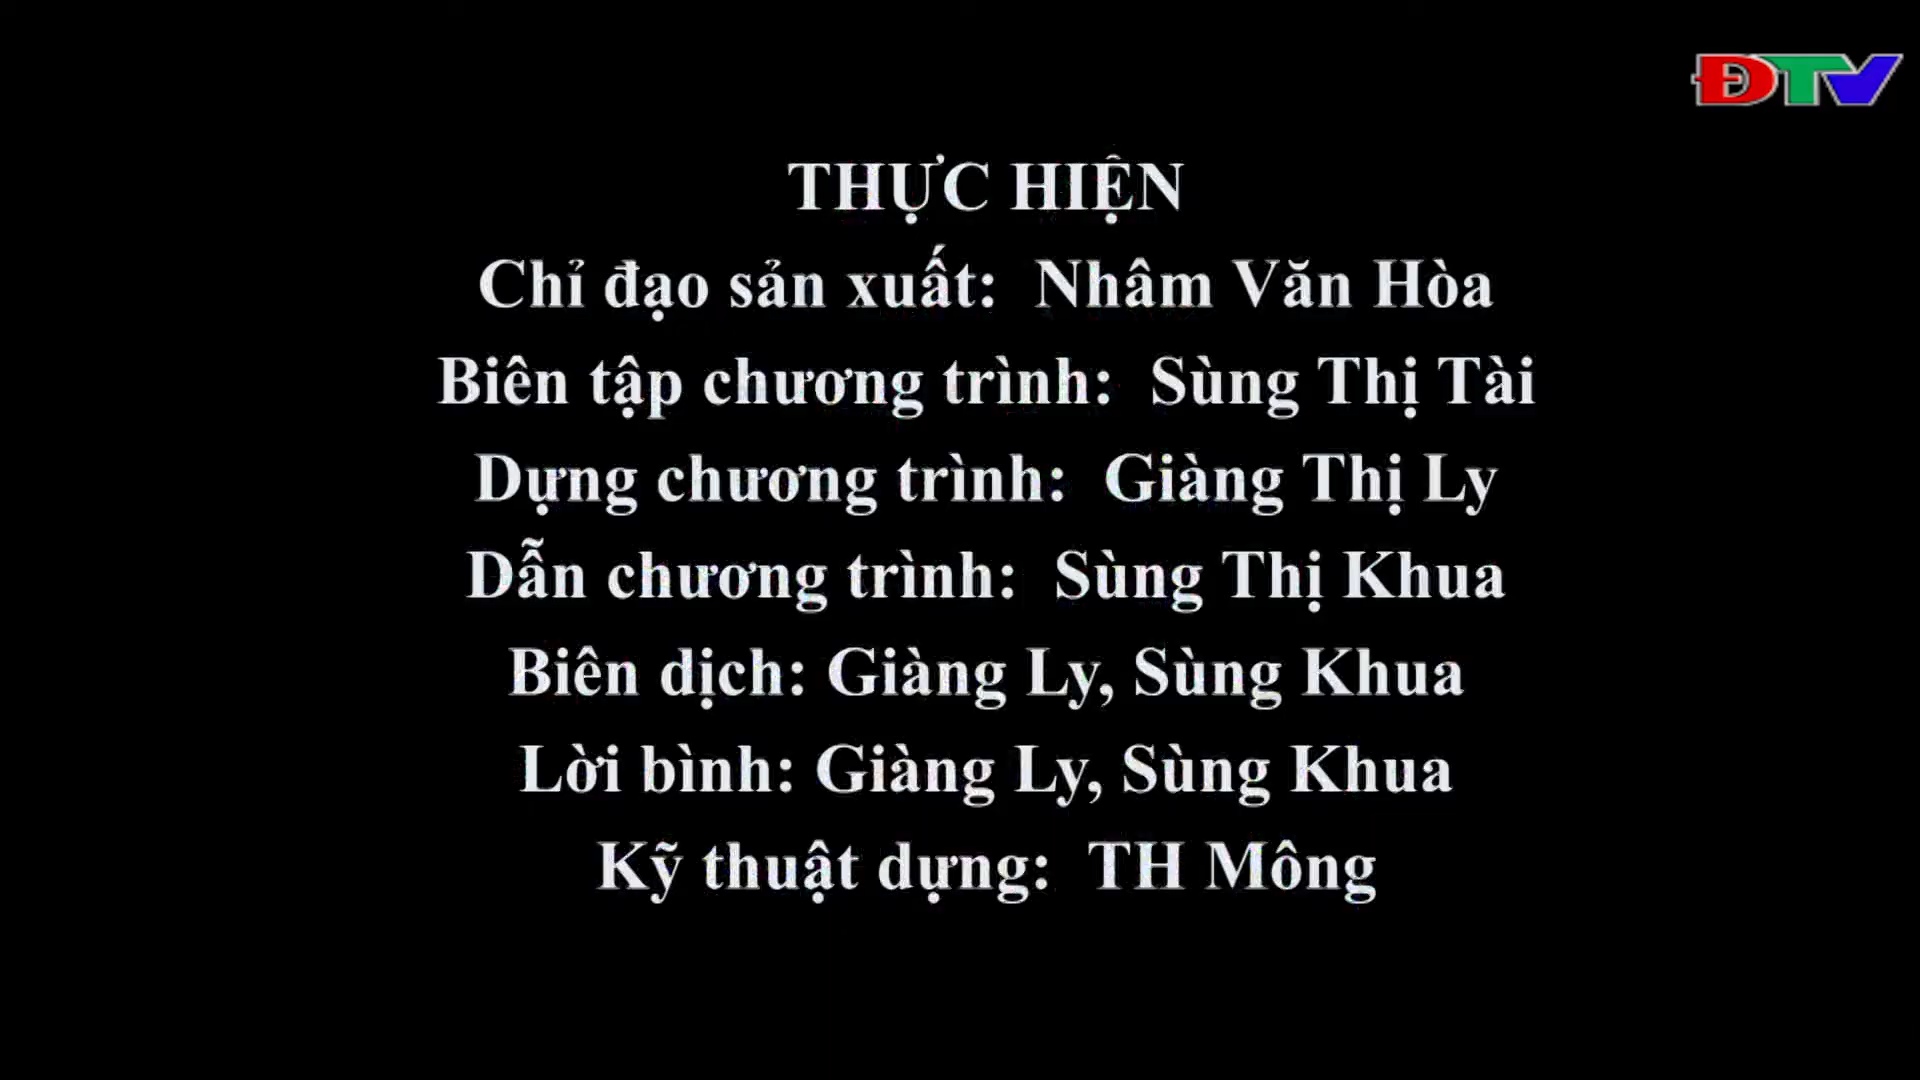 ĐTV
THỰC HIỆN
Chỉ đạo sản xuất: Nhâm Văn Hòa
Biên tập chương trình: Sùng Thị Tài
Dựng chương trình: Giàng Thị Ly
Dẫn chương trình: Sùng Thị Khua
Biên dịch: Giàng Ly, Sùng Khua
Lời bình: Giàng Ly, Sùng Khua
Kỹ thuật dựng: TH Mông